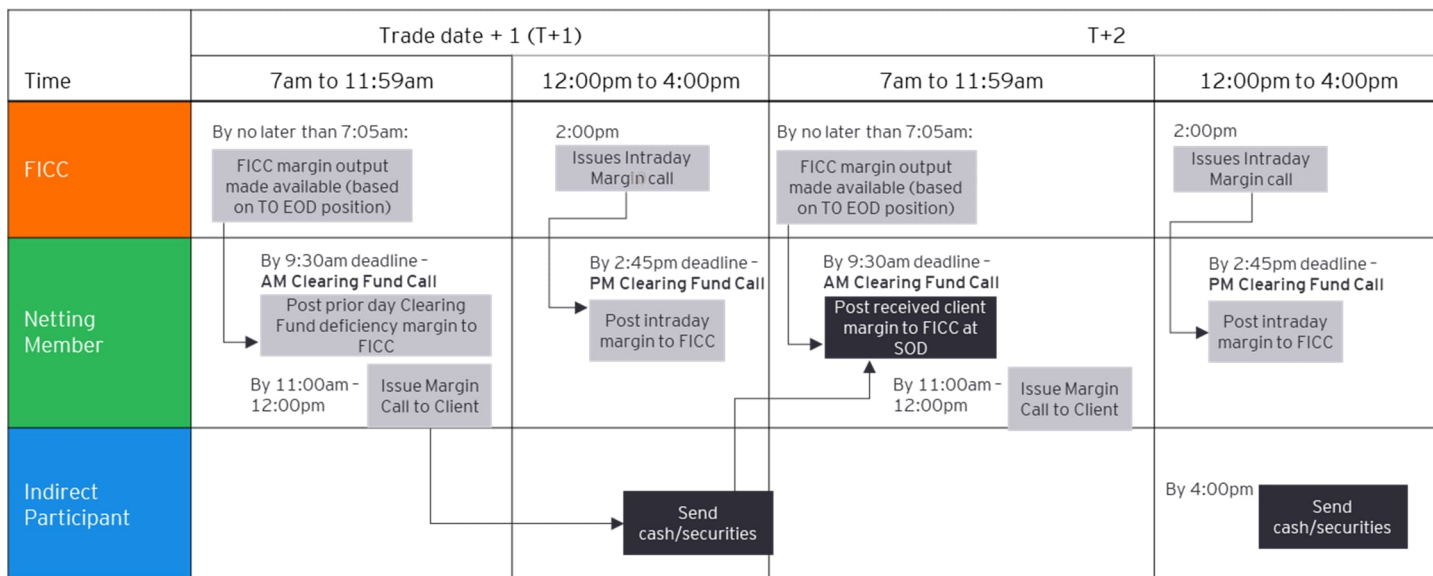 Trade date + 1 (T+1)
T+2
Time
7am to 11:59am
12:00pm to 4:00pm
7am to 11:59am
12:00pm to 4:00pm
FICC
By no later than 7:05am:
FICC margin output
made available (based
on T0 EOD position)
2:00pm
Issues Intraday
Margin call
By no later than 7:05am:
FICC margin output
made available (based
on T0 EOD position)
2:00pm
Issues Intraday
Margin call
Netting
Member
By 9:30am deadline –
AM Clearing Fund Call
Post prior day Clearing
Fund deficiency margin to
FICC
By 11:00am –
12:00pm
Issue Margin
Call to Client
By 2:45pm deadline –
PM Clearing Fund Call
Post intraday
margin to FICC
By 9:30am deadline –
AM Clearing Fund Call
Post received client
margin to FICC at
SOD
By 11:00am –
12:00pm
Issue Margin
Call to Client
By 2:45pm deadline –
PM Clearing Fund Call
Post intraday
margin to FICC
Indirect
Participant
Send
cash/securities
By 4:00pm
Send
cash/securities